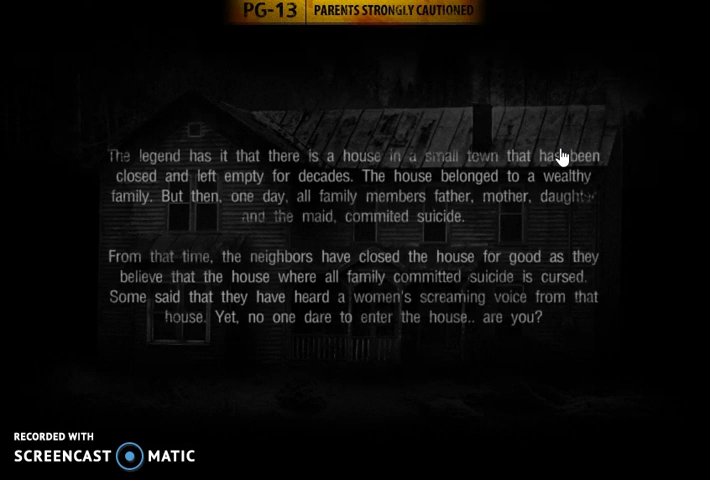 PG-13 PARENTS STRONGLY CAUTIONED
The legend has it that there is a house in a small town that has been
closed and left empty for decades. The house belonged to a wealthy
family. But then, one day, all family members father, mother, daughter
and the maid, commited suicide.
From that time, the neighbors have closed the house for good as they
believe that the house where all family committed suicide is cursed.
Some said that they have heard a women's screaming voice from that
house. Yet, no one dare to enter the house.. are you?
RECORDED WITH
SCREENCAST MATIC